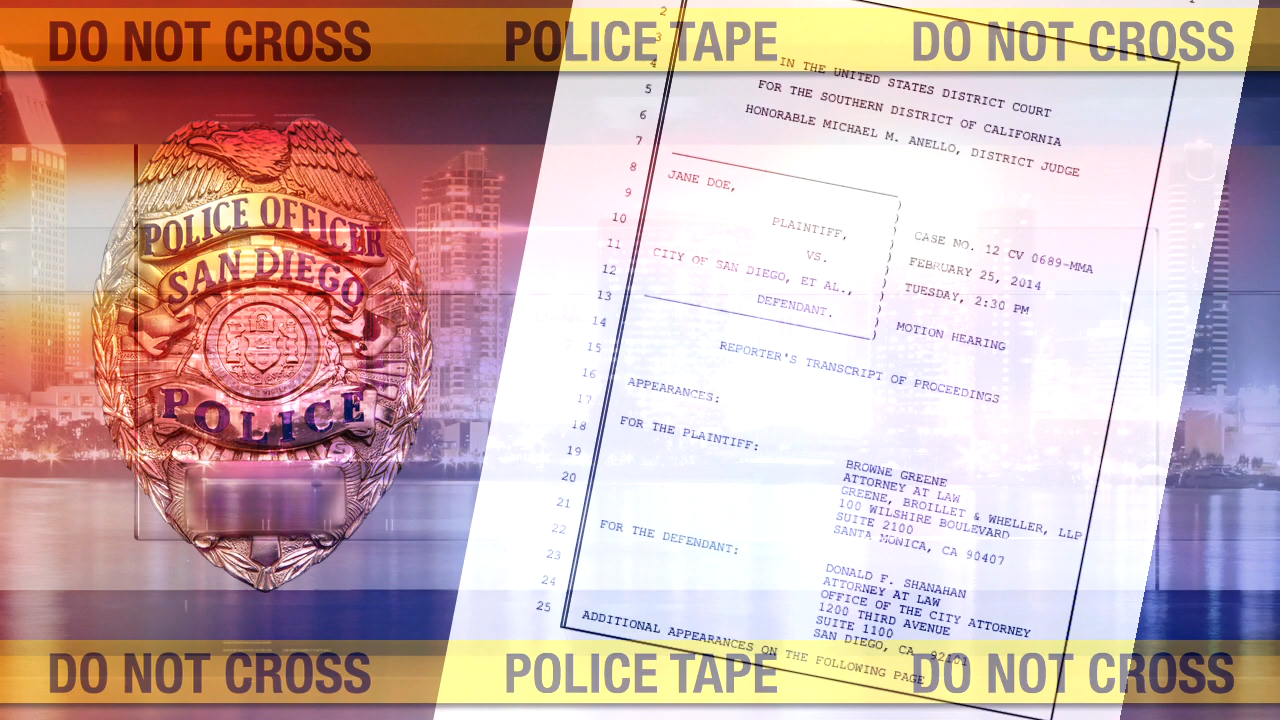 DO NOT CROSS POLICE TAPE DO NOT CROSS
POLICE OFFICER
SAN DIEGO
POLICE
2
3
4
5
6
7
8
9
10
11
12
13
14
15
16
17
18
19
20
21
22
23
24
25
IN THE UNITED STATES DISTRICT COURT
FOR THE SOUTHERN DISTRICT OF CALIFORNIA
HONORABLE MICHAEL M. ANELLO, DISTRICT JUDGE
JANE DOE,
PLAINTIFF,
VS.
CITY OF SAN DIEGO, ET AL.,
DEFENDANT.
CASE NO. 12 CV 0689-MMA
FEBRUARY 25, 2014
TUESDAY, 2:30 PM
MOTION HEARING
REPORTER'S TRANSCRIPT OF PROCEEDINGS
APPEARANCES:
FOR THE PLAINTIFF:
BROWNE GREENE
ATTORNEY AT LAW
GREENE, BROILLET & WHELLER, LLP
100 WILSHIRE BOULEVARD
SUITE 2100
SANTA MONICA, CA 90407
FOR THE DEFENDANT:
DONALD F. SHANAHAN
ATTORNEY AT LAW
OFFICE OF THE CITY ATTORNEY
1200 THIRD AVENUE
SUITE 1100
SAN DIEGO, CA 92101
ADDITIONAL APPEARANCES ON THE FOLLOWING PAGE
DO NOT CROSS POLICE TAPE DO NOT CROSS